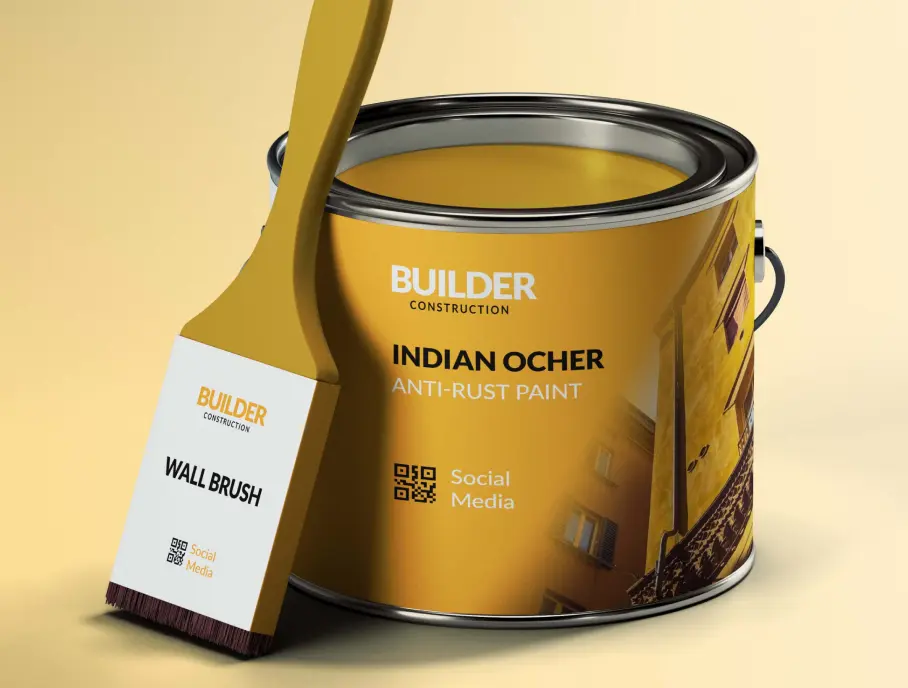 BUILDER
CONSTRUCTION
INDIAN OCHER
ANTI-RUST PAINT
Social
Media
BUILDER
CONSTRUCTION
WALL BRUSH
Social
Media